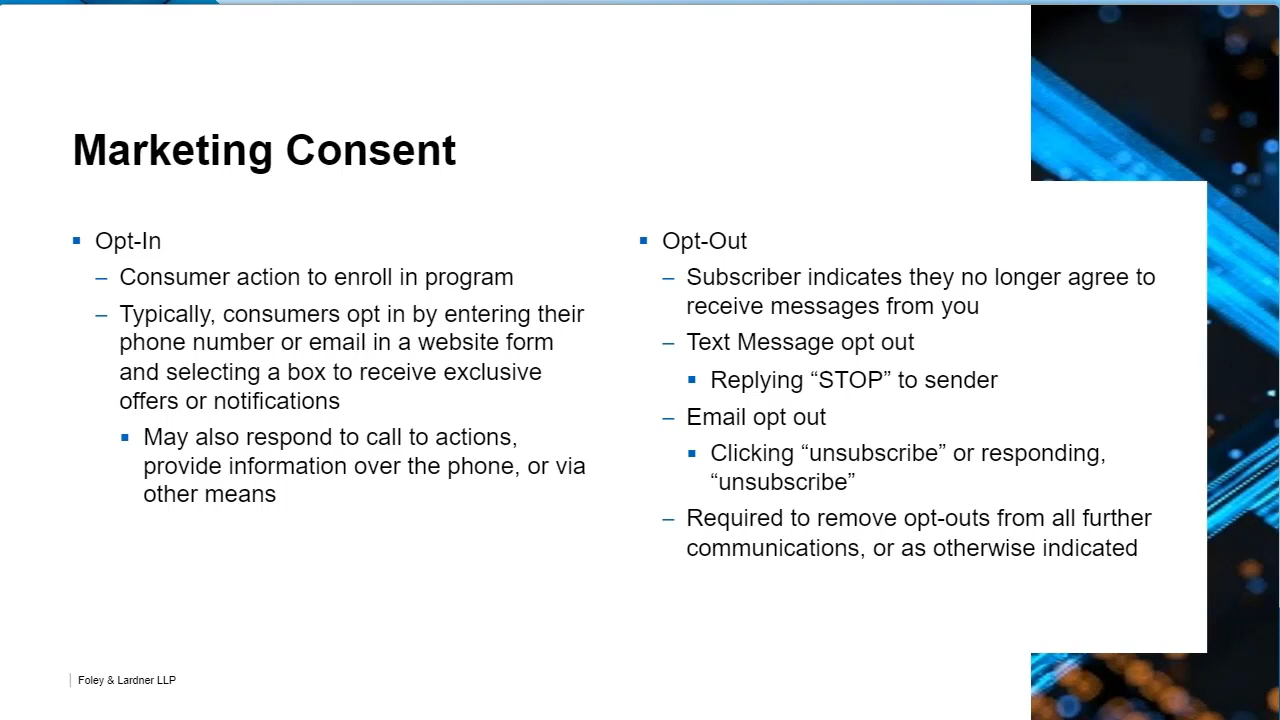 Marketing Consent
▪ Opt-In
– Consumer action to enroll in program
– Typically, consumers opt in by entering their
phone number or email in a website form
and selecting a box to receive exclusive
offers or notifications
▪ May also respond to call to actions,
provide information over the phone, or via
other means
▪ Opt-Out
– Subscriber indicates they no longer agree to
receive messages from you
– Text Message opt out
▪ Replying “STOP” to sender
– Email opt out
▪ Clicking “unsubscribe” or responding,
“unsubscribe”
– Required to remove opt-outs from all further
communications, or as otherwise indicated
Foley & Lardner LLP